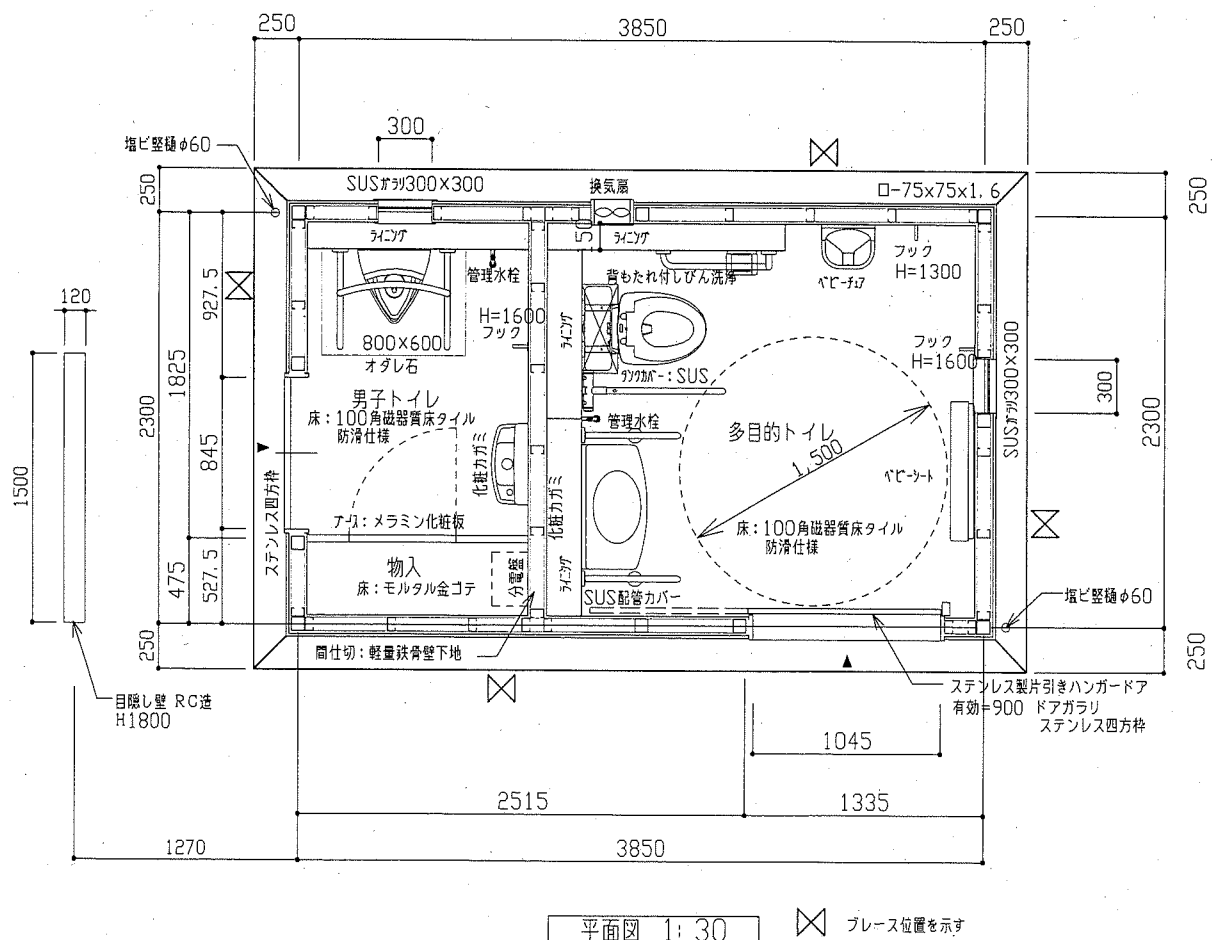 250
3850
250
塩ビ竪樋φ60
300
250
SUSガラリ300×300
換気扇
ロ-75x75x1.6
250
ライニング
150
ライニング
フック
H=1300
管理水栓
背もたれ付しびん洗浄
ベビーチェア
927.5
120
H=1600
フック
800×600
オダレ石
ライニング
フック
H=1600
SUSガラリ300×300
300
タンクカバー:SUS
1825
男子トイレ
床:100角磁器質床タイル
防滑仕様
管理水栓
多目的トイレ
1,500
2300
2300
845
1500
化粧カガミ
化粧カガミ
ベビーシート
ステンレス四方枠
ブース:メラミン化粧板
床:100角磁器質床タイル
防滑仕様
475
527.5
物入
床:モルタル金ゴテ
分電盤
ライニング
SUS配管カバー
塩ビ竪樋φ60
250
間仕切:軽量鉄骨壁下地
250
目隠し壁 RC造
H1800
ステンレス製片引きハンガードア
有効=900 ドアガラリ
ステンレス四方枠
1045
2515
1335
1270
3850
平面図 1:30
ブレース位置を示す